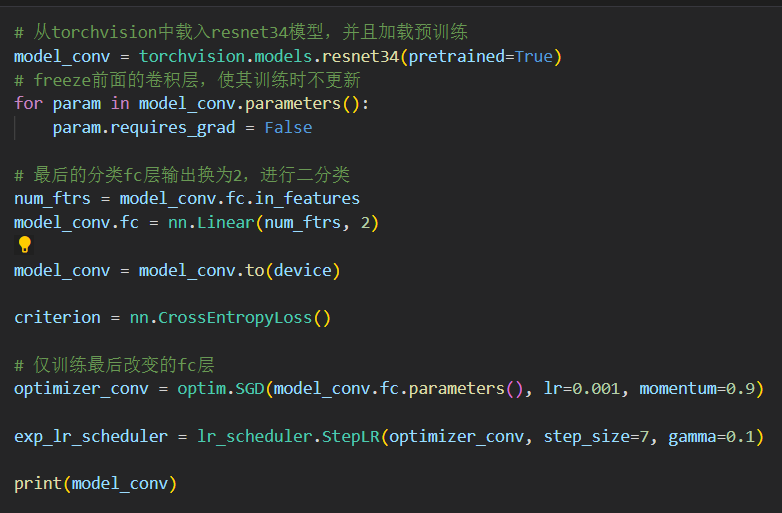 # 从torchvision中载入resnet34模型，并且加载预训练
model_conv = torchvision.models.resnet34(pretrained=True)
# freeze前面的卷积层，使其训练时不更新
for param in model_conv.parameters():
    param.requires_grad = False
# 最后的分类fc层输出换为2，进行二分类
num_ftrs = model_conv.fc.in_features
model_conv.fc = nn.Linear(num_ftrs, 2)
model_conv = model_conv.to(device)
criterion = nn.CrossEntropyLoss()
# 仅训练最后改变的fc层
optimizer_conv = optim.SGD(model_conv.fc.parameters(), lr=0.001, momentum=0.9)
exp_lr_scheduler = lr_scheduler.StepLR(optimizer_conv, step_size=7, gamma=0.1)
print(model_conv)